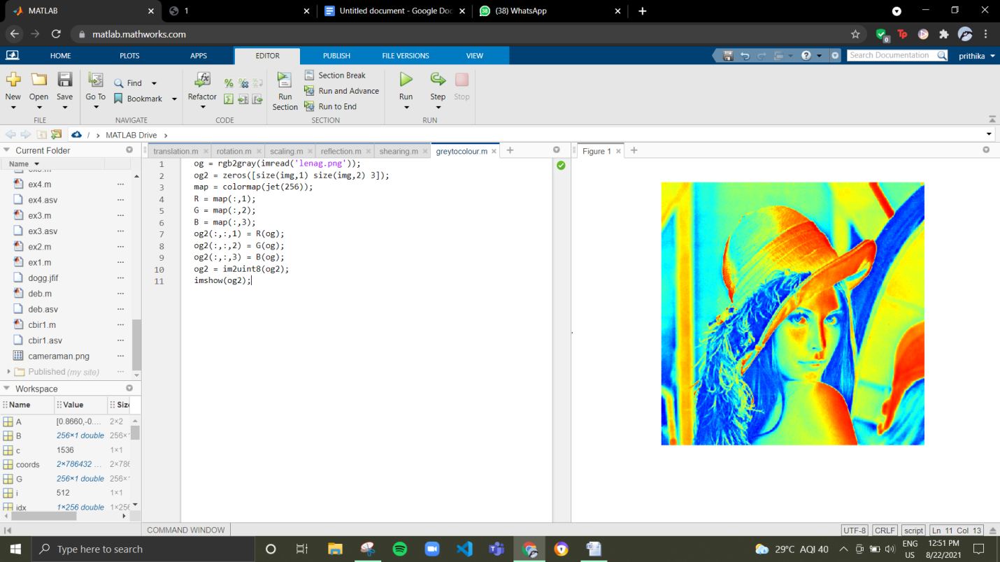 MATLAB
1
Untitled document - Google Doc
(38) WhatsApp
matlab.mathworks.com
HOME PLOTS APPS EDITOR PUBLISH FILE VERSIONS VIEW
Search Documentation
prithika
New
Open
Save
FILE
Go To
Find
Bookmark
NAVIGATE
Refactor
CODE
Run Section
Section Break
Run and Advance
Run to End
SECTION
Run
Step
Stop
RUN
/ › MATLAB Drive ›
Current Folder
Name
ex4.m
ex4.asv
ex3.m
ex3.asv
ex2.m
ex1.m
dogg.jfif
deb.m
deb.asv
cbir1.m
cbir1.asv
cameraman.png
Published (my site)
Workspace
Name Value Size
A [0.8660,-0.... 2×2
B 256×1 double 256×1
c 1536 1×1
coords 2×786432 ... 2×786
G 256×1 double 256×1
i 512 1×1
idx 1×256 double 1×256
translation.m rotation.m scaling.m reflection.m shearing.m greytocolour.m
1 og = rgb2gray(imread('lenag.png'));
2 og2 = zeros([size(img,1) size(img,2) 3]);
3 map = colormap(jet(256));
4 R = map(:,1);
5 G = map(:,2);
6 B = map(:,3);
7 og2(:,:,1) = R(og);
8 og2(:,:,2) = G(og);
9 og2(:,:,3) = B(og);
10 og2 = im2uint8(og2);
11 imshow(og2);
Figure 1
COMMAND WINDOW
UTF-8 CRLF script Ln 11 Col 13
Type here to search
29°C AQI 40
ENG
US
12:51 PM
8/22/2021